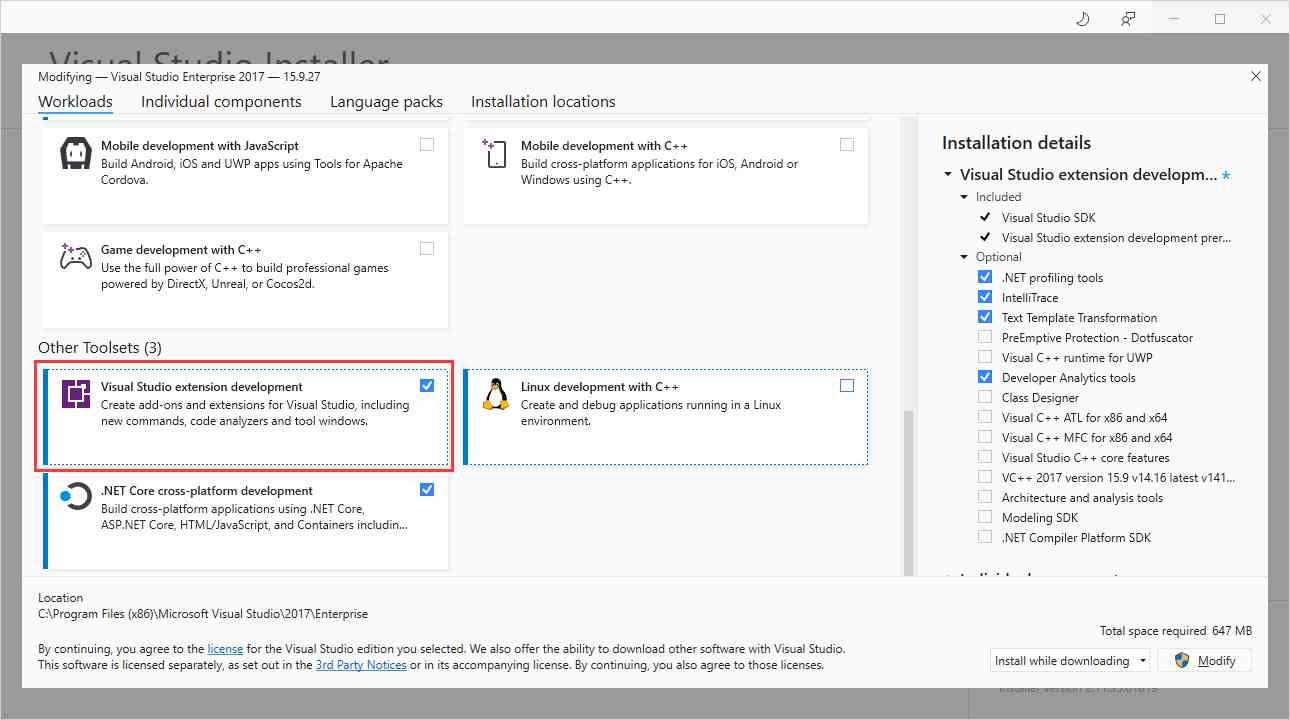 Visual Studio Installer
Modifying — Visual Studio Enterprise 2017 — 15.9.27
Workloads
Individual components
Language packs
Installation locations
Mobile development with JavaScript
Build Android, iOS and UWP apps using Tools for Apache
Cordova.
Mobile development with C++
Build cross-platform applications for iOS, Android or
Windows using C++.
Game development with C++
Use the full power of C++ to build professional games
powered by DirectX, Unreal, or Cocos2d.
Other Toolsets (3)
Visual Studio extension development
Create add-ons and extensions for Visual Studio, including
new commands, code analyzers and tool windows.
Linux development with C++
Create and debug applications running in a Linux
environment.
.NET Core cross-platform development
Build cross-platform applications using .NET Core,
ASP.NET Core, HTML/JavaScript, and Containers includin...
Installation details
Visual Studio extension developm... *
Included
Visual Studio SDK
Visual Studio extension development prer...
Optional
.NET profiling tools
IntelliTrace
Text Template Transformation
PreEmptive Protection - Dotfuscator
Visual C++ runtime for UWP
Developer Analytics tools
Class Designer
Visual C++ ATL for x86 and x64
Visual C++ MFC for x86 and x64
Visual Studio C++ core features
VC++ 2017 version 15.9 v14.16 latest v141...
Architecture and analysis tools
Modeling SDK
.NET Compiler Platform SDK
Location
C:\Program Files (x86)\Microsoft Visual Studio\2017\Enterprise
By continuing, you agree to the license for the Visual Studio edition you selected. We also offer the ability to download other software with Visual Studio.
This software is licensed separately, as set out in the 3rd Party Notices or in its accompanying license. By continuing, you also agree to those licenses.
Total space required 647 MB
Install while downloading
Modify